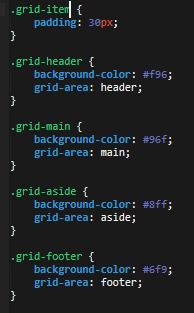 .grid-item {
    padding: 30px;
}

.grid-header {
    background-color: #f96;
    grid-area: header;
}

.grid-main {
    background-color: #96f;
    grid-area: main;
}

.grid-aside {
    background-color: #8ff;
    grid-area: aside;
}

.grid-footer {
    background-color: #6f9;
    grid-area: footer;
}